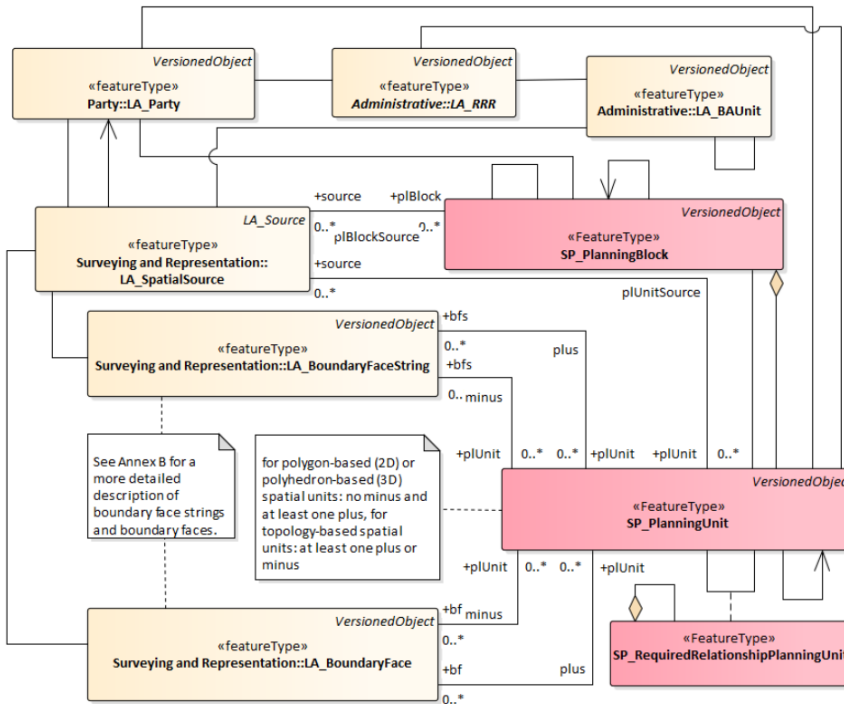 VersionedObject
«featureType»
Party::LA_Party
VersionedObject
«featureType»
Administrative::LA_RRR
VersionedObject
«featureType»
Administrative::LA_BAUnit
LA_Source
«featureType»
Surveying and Representation::
LA_SpatialSource
+source
+plBlock
0..*
0..*
plBlockSource
+source
0..*
VersionedObject
«FeatureType»
SP_PlanningBlock
plUnitSource
VersionedObject
«featureType»
Surveying and Representation::LA_BoundaryFaceString
+bfs
0..*
plus
+bfs
0..
minus
See Annex B for a
more detailed
description of
boundary face strings
and boundary faces.
for polygon-based (2D) or
polyhedron-based (3D)
spatial units: no minus and
at least one plus, for
topology-based spatial
units: at least one plus or
minus
+plUnit
0..*
0..*
+plUnit
+plUnit
0..*
VersionedObject
«FeatureType»
SP_PlanningUnit
+plUnit
0..*
0..*
+plUnit
VersionedObject
«featureType»
Surveying and Representation::LA_BoundaryFace
+bf
minus
0..*
+bf
plus
0..*
«FeatureType»
SP_RequiredRelationshipPlanningUnit